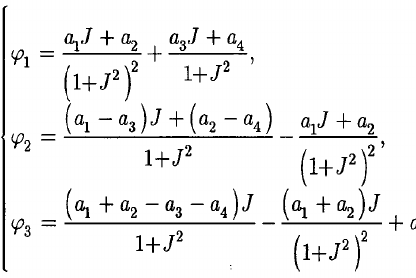 φ₁ = (a₁J + a₂)/(1+J²)² + (a₃J + a₄)/(1+J²),
φ₂ = ((a₁ − a₃)J + (a₂ − a₄))/(1+J²) − (a₁J + a₂)/(1+J²)²,
φ₃ = ((a₁ + a₂ − a₃ − a₄)J)/(1+J²) − ((a₁ + a₂)J)/(1+J²)² +